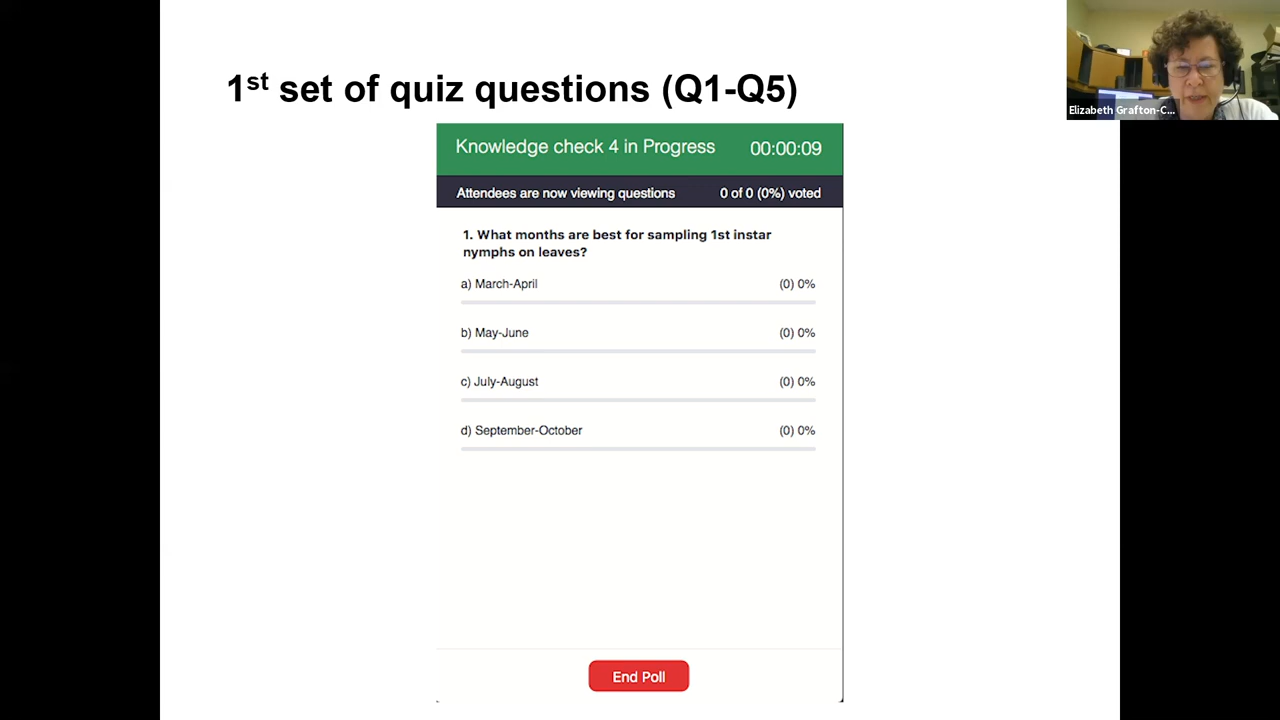 1st set of quiz questions (Q1-Q5)
Elizabeth Grafton-C...
Knowledge check 4 in Progress 00:00:09
Attendees are now viewing questions 0 of 0 (0%) voted
1. What months are best for sampling 1st instar
nymphs on leaves?
a) March-April (0) 0%
b) May-June (0) 0%
c) July-August (0) 0%
d) September-October (0) 0%
End Poll